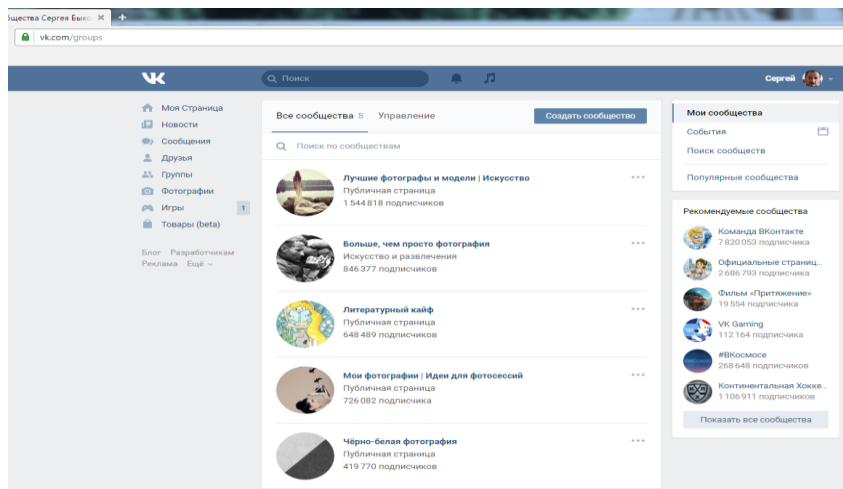 бщества Сергея Быко
vk.com/groups
Поиск
Сергей
Моя Страница
Новости
Сообщения
Друзья
Группы
Фотографии
Игры 1
Товары (beta)
Блог Разработчикам
Реклама Ещё
Все сообщества 5 Управление Создать сообщество
Поиск по сообществам
Лучшие фотографы и модели | Искусство
Публичная страница
1 544 818 подписчиков
Больше, чем просто фотография
Искусство и развлечения
846 377 подписчиков
Литературный кайф
Публичная страница
648 489 подписчиков
Мои фотографии | Идеи для фотосессий
Публичная страница
726 082 подписчика
Чёрно-белая фотография
Публичная страница
419 770 подписчиков
Мои сообщества
События
Поиск сообществ
Популярные сообщества
Рекомендуемые сообщества
Команда ВКонтакте
7 820 053 подписчика
Официальные страниц...
2 686 793 подписчика
Фильм «Притяжение»
19 554 подписчика
VK Gaming
112 164 подписчика
#ВКосмосе
268 648 подписчиков
Континентальная Хокке...
1 106 911 подписчиков
Показать все сообщества